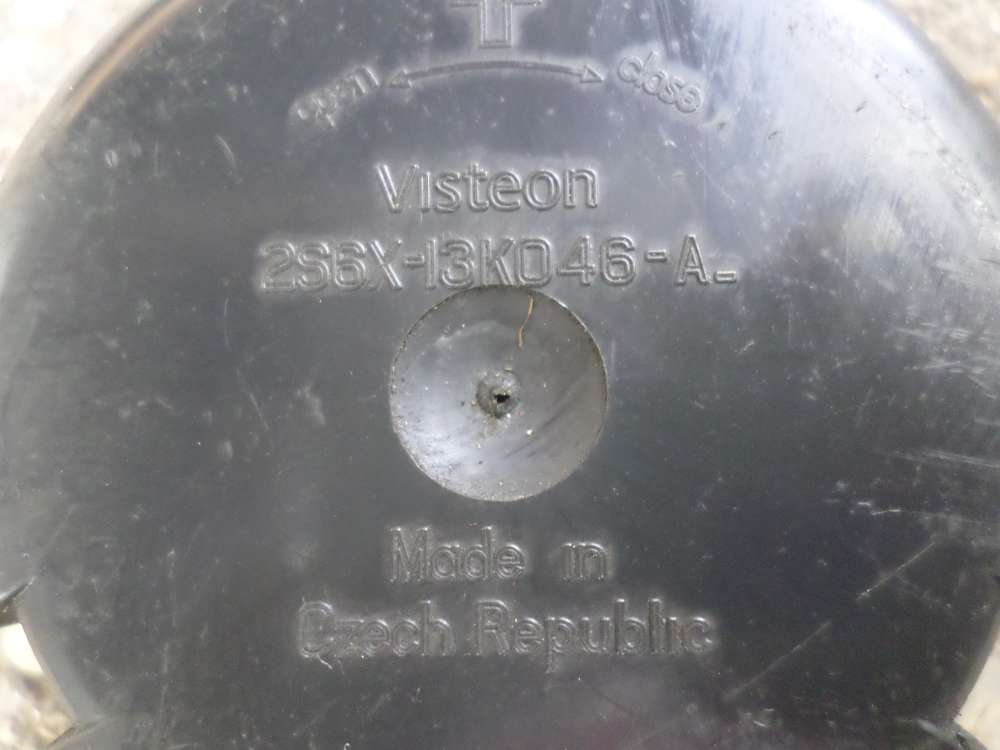 open close
Visteon
2S6X-13K046-A-
Made in
Czech Republic